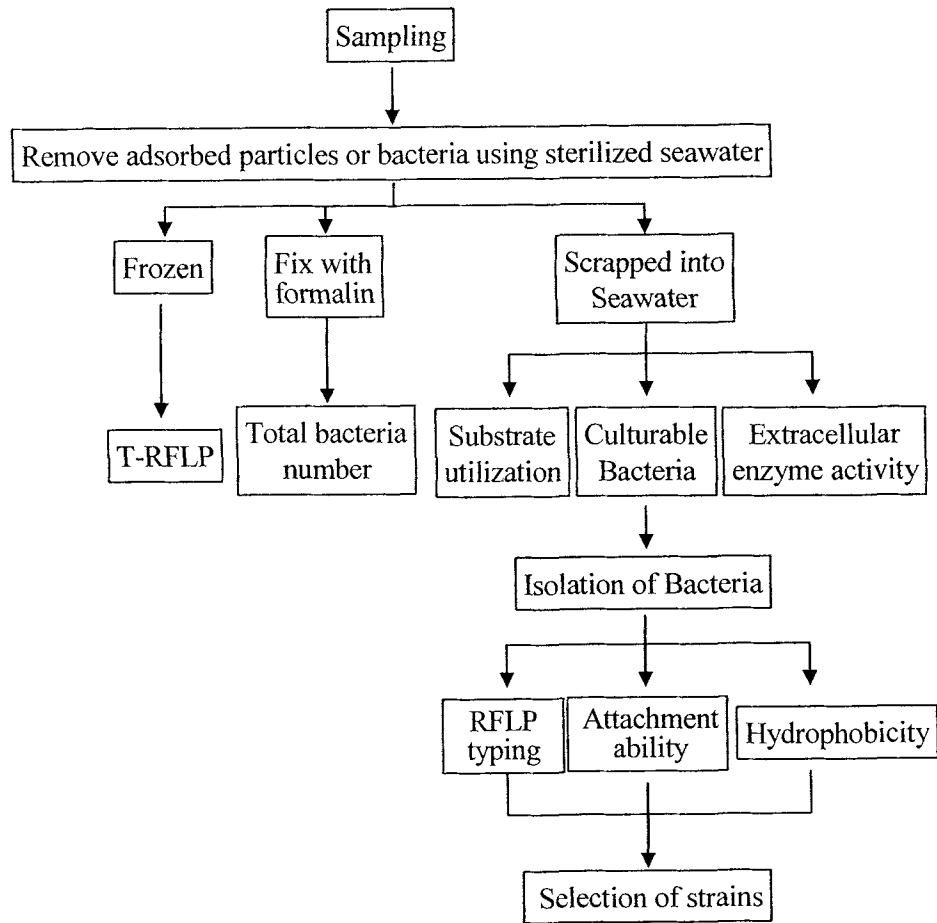 Sampling
Remove adsorbed particles or bacteria using sterilized seawater
Frozen
Fix with
formalin
Scrapped into
Seawater
T-RFLP
Total bacteria
number
Substrate
utilization
Culturable
Bacteria
Extracellular
enzyme activity
Isolation of Bacteria
RFLP
typing
Attachment
ability
Hydrophobicity
Selection of strains